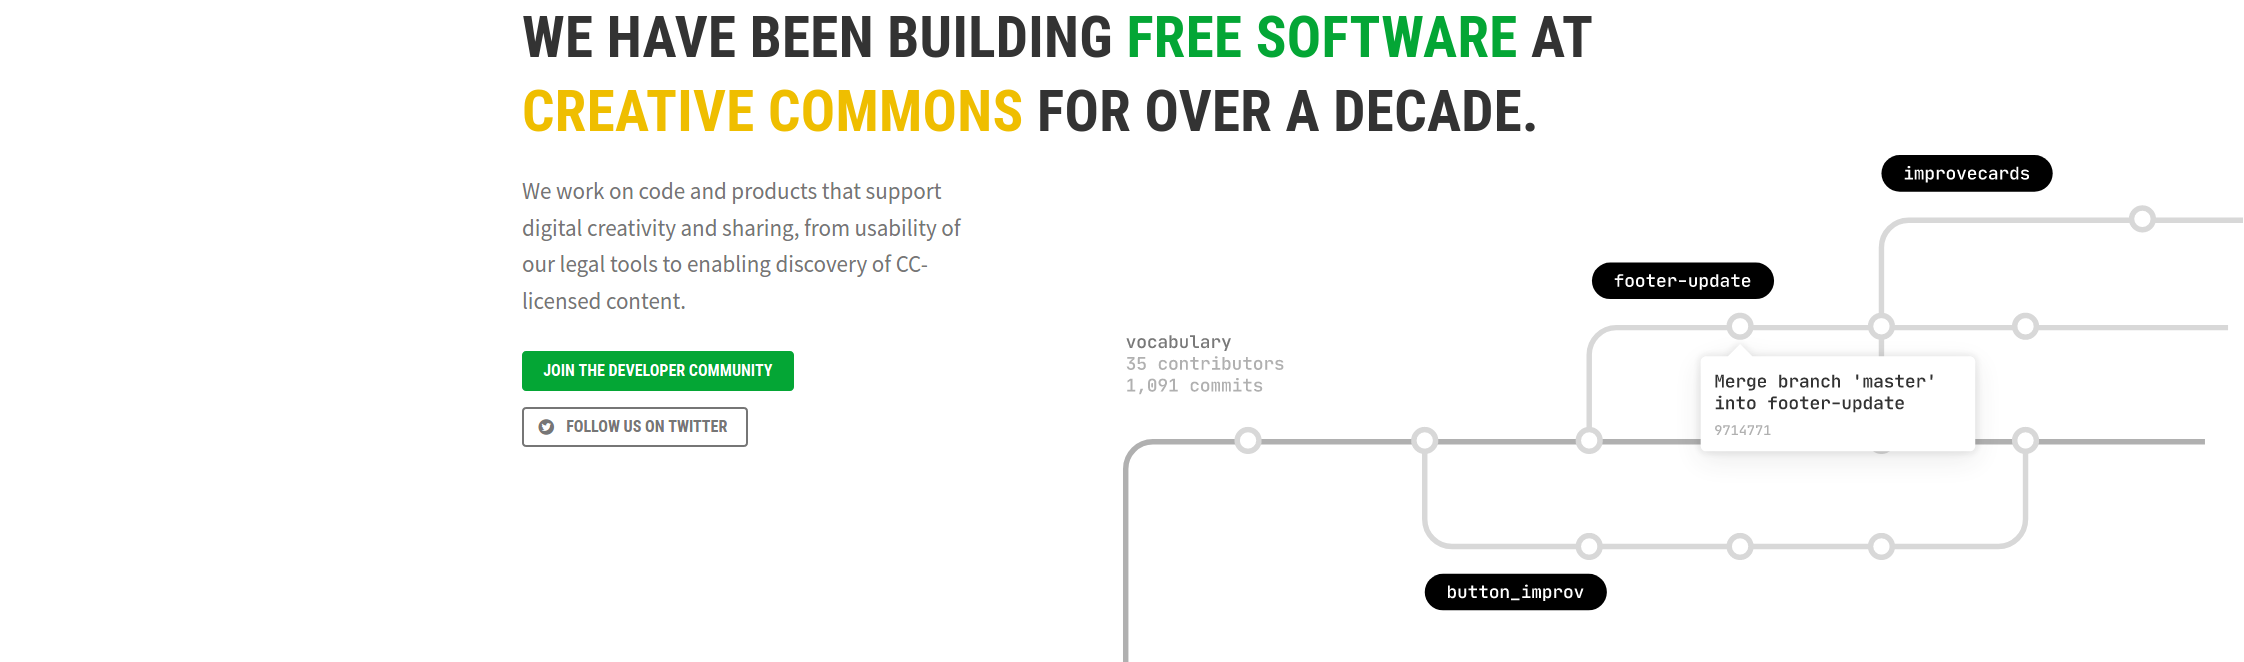 WE HAVE BEEN BUILDING FREE SOFTWARE AT
CREATIVE COMMONS FOR OVER A DECADE.
We work on code and products that support
digital creativity and sharing, from usability of
our legal tools to enabling discovery of CC-
licensed content.
JOIN THE DEVELOPER COMMUNITY
FOLLOW US ON TWITTER
improvecards
footer-update
vocabulary
35 contributors
1,091 commits
Merge branch 'master'
into footer-update
9714771
button_improv